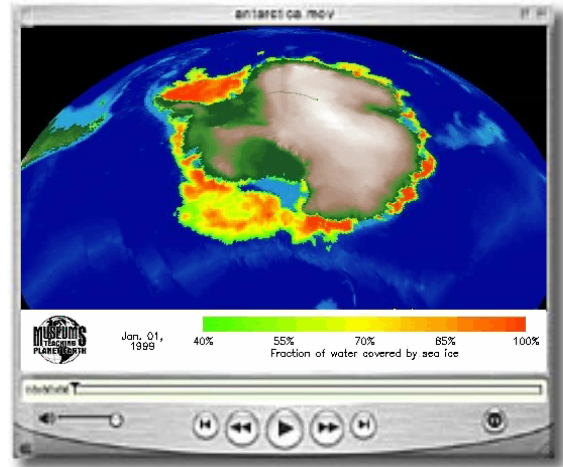 antarctica.mov
MUSEUMS
TEACHING
PLANET EARTH
Jan. 01,
1999
40% 55% 70% 85% 100%
Fraction of water covered by sea ice